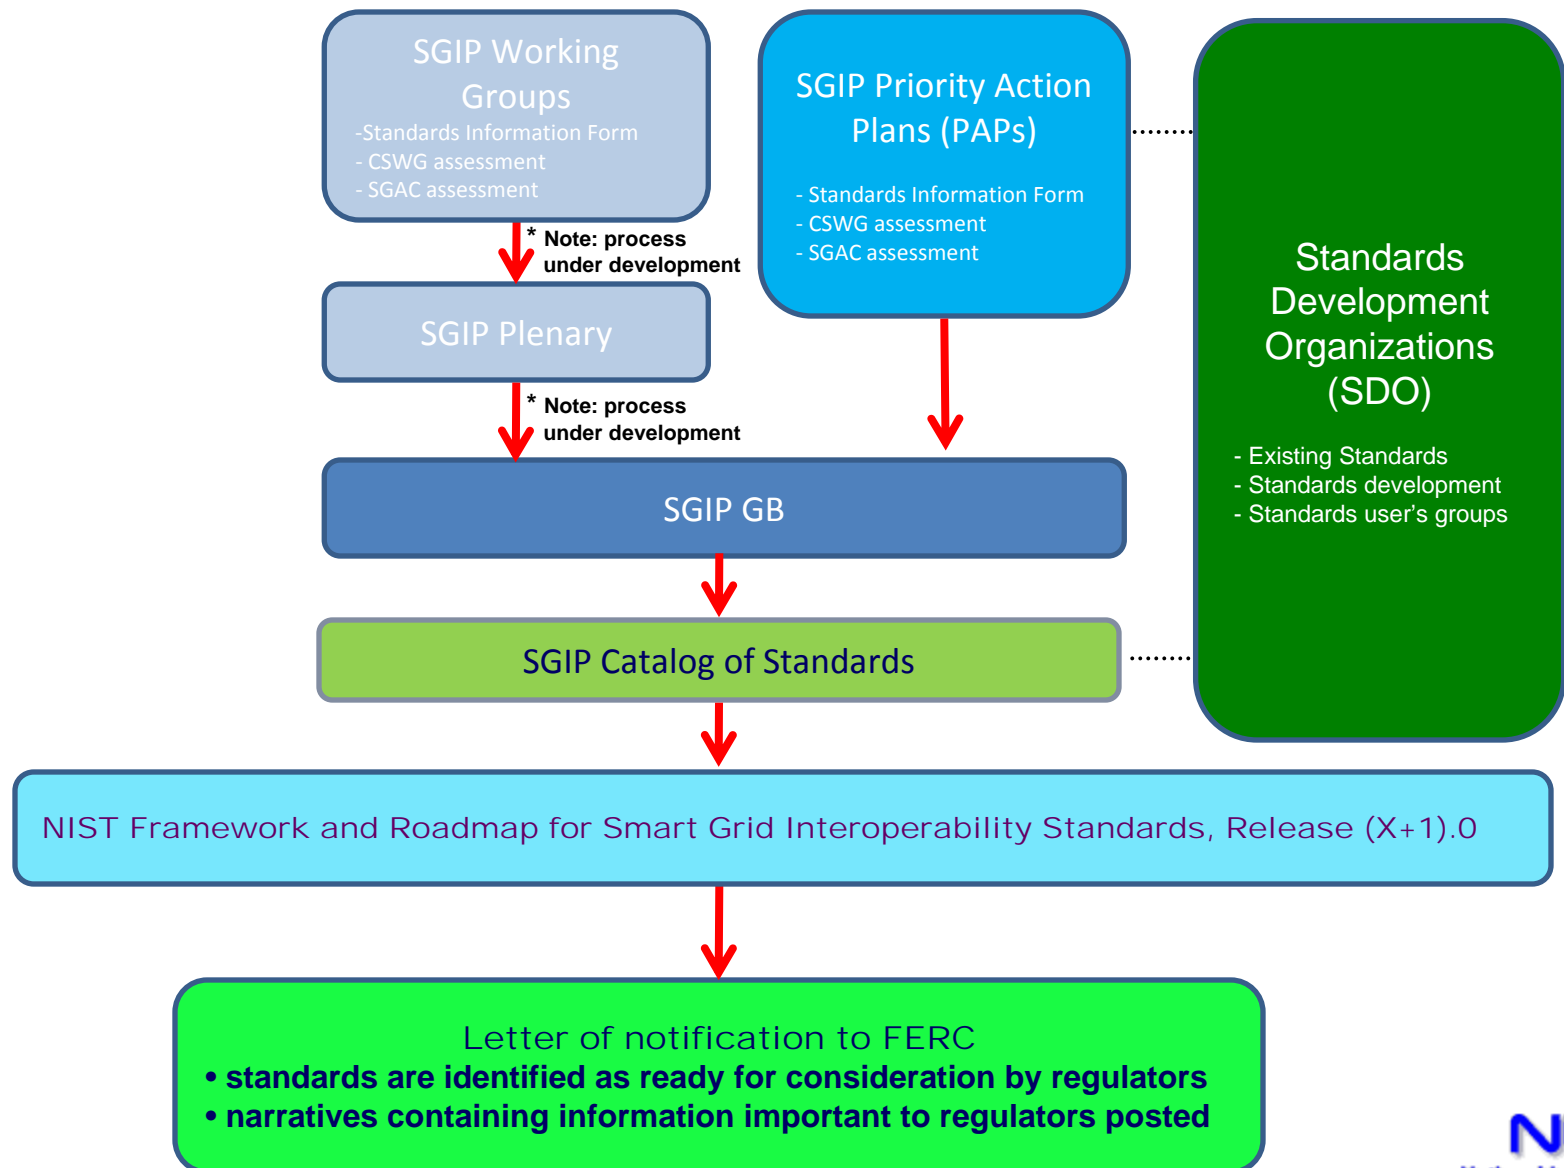 SGIP Working
Groups
-Standards Information Form
- CSWG assessment
- SGAC assessment
* Note: process
under development
SGIP Plenary
* Note: process
under development
SGIP Priority Action
Plans (PAPs)
- Standards Information Form
- CSWG assessment
- SGAC assessment
Standards
Development
Organizations
(SDO)
- Existing Standards
- Standards development
- Standards user's groups
SGIP GB
SGIP Catalog of Standards
NIST Framework and Roadmap for Smart Grid Interoperability Standards, Release (X+1).0
Letter of notification to FERC
• standards are identified as ready for consideration by regulators
• narratives containing information important to regulators posted